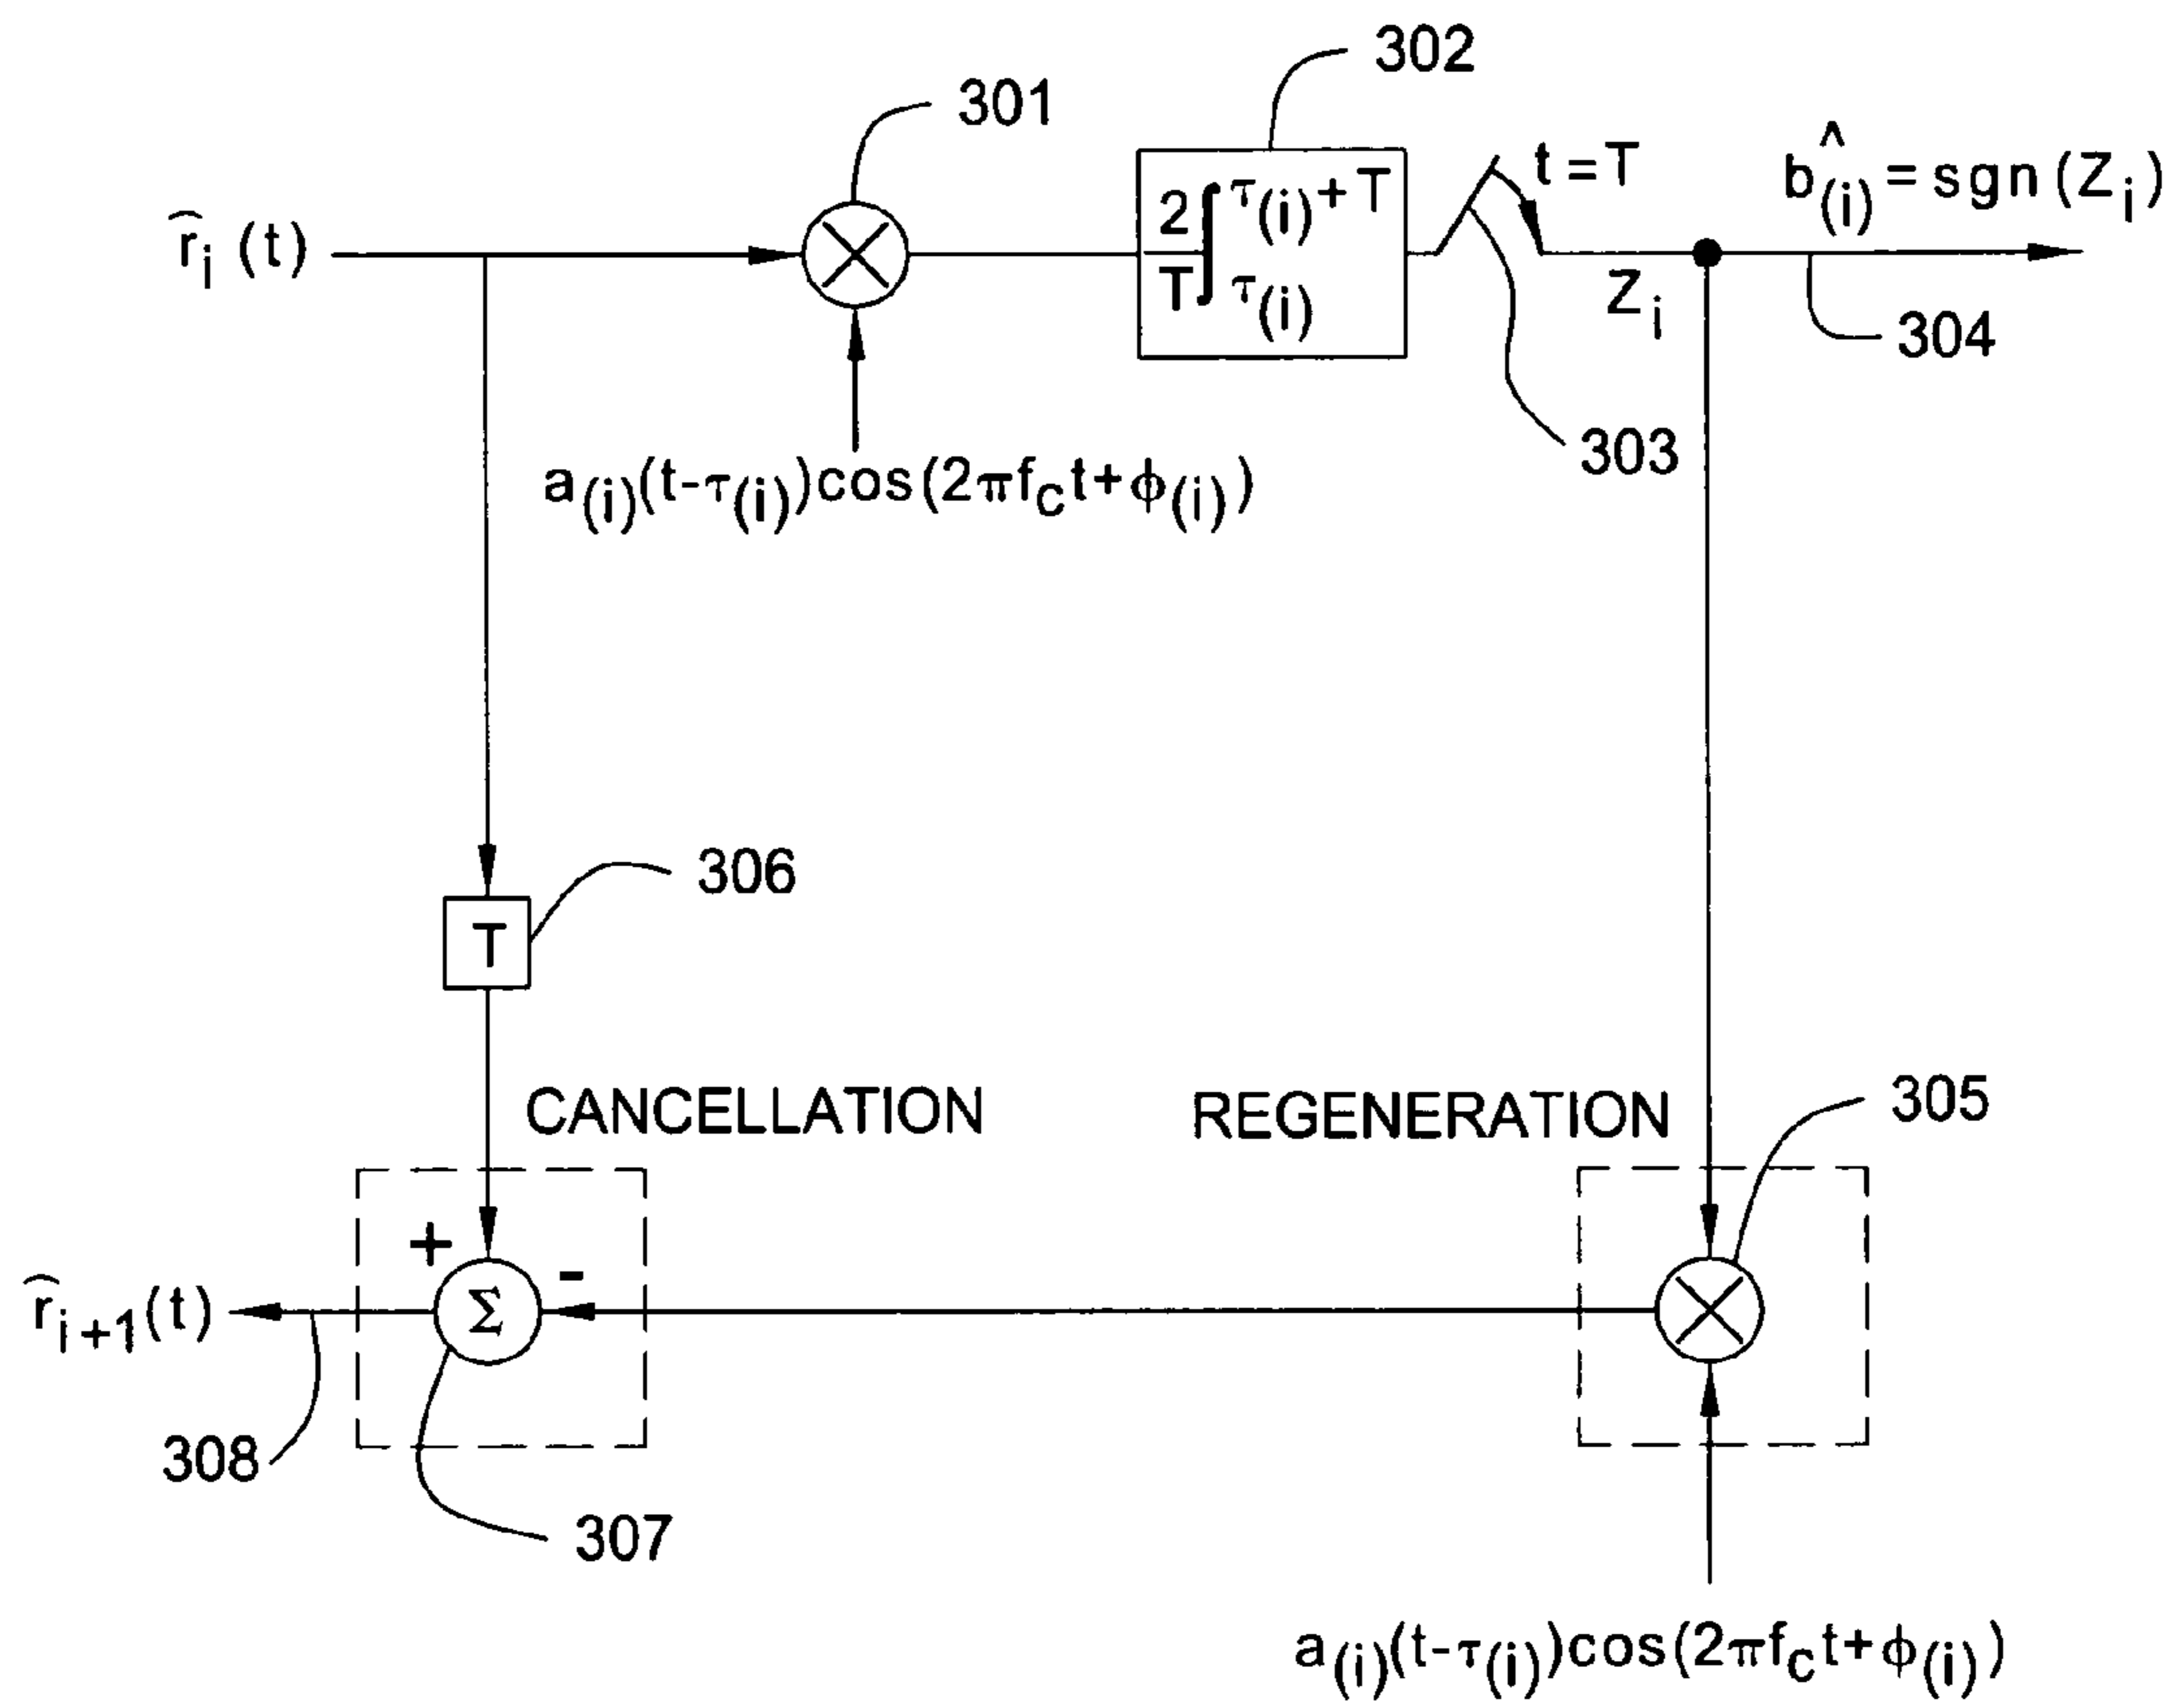 302
301
t=T
b̂(i)=sgn(Zi)
r̂i(t)
2/T ∫ τ(i)+T τ(i)
Zi
304
303
a(i)(t-τ(i))cos(2πfct+ϕ(i))
306
T
CANCELLATION
REGENERATION
305
+
-
r̂i+1(t)
Σ
308
307
a(i)(t-τ(i))cos(2πfct+ϕ(i))